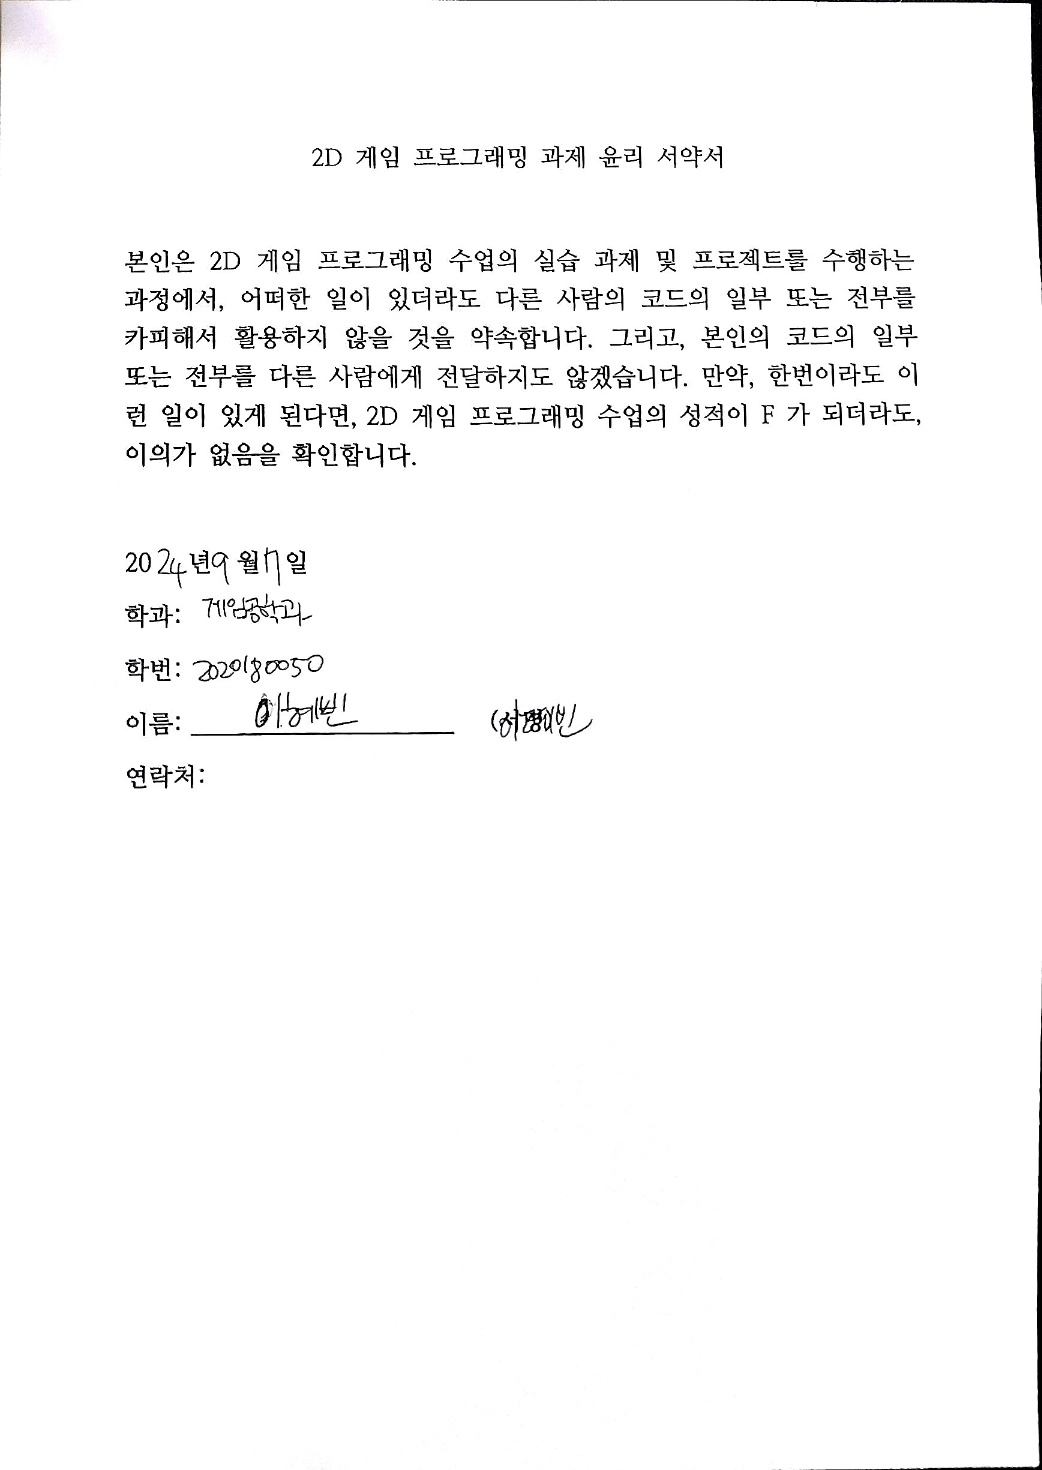 2D 게임 프로그래밍 과제 윤리 서약서
본인은 2D 게임 프로그래밍 수업의 실습 과제 및 프로젝트를 수행하는
과정에서, 어떠한 일이 있더라도 다른 사람의 코드의 일부 또는 전부를
카피해서 활용하지 않을 것을 약속합니다. 그리고, 본인의 코드의 일부
또는 전부를 다른 사람에게 전달하지도 않겠습니다. 만약, 한번이라도 이
런 일이 있게 된다면, 2D 게임 프로그래밍 수업의 성적이 F 가 되더라도,
이의가 없음을 확인합니다.
2024년 9월 17일
학과: 게임공학과
학번: 2020180050
이름: 이혜빈
연락처: